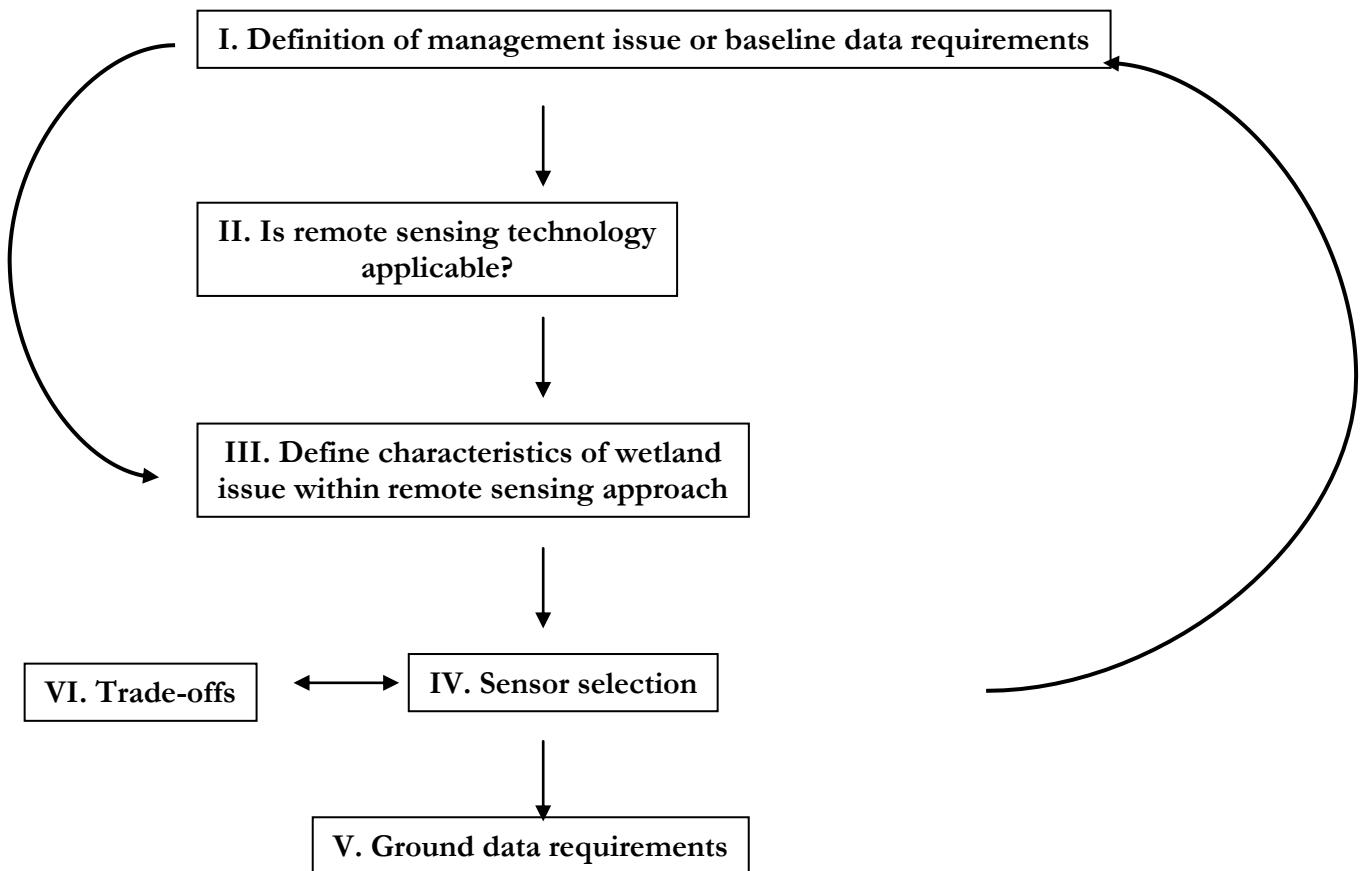 I. Definition of management issue or baseline data requirements
II. Is remote sensing technology
applicable?
III. Define characteristics of wetland
issue within remote sensing approach
VI. Trade-offs
IV. Sensor selection
V. Ground data requirements